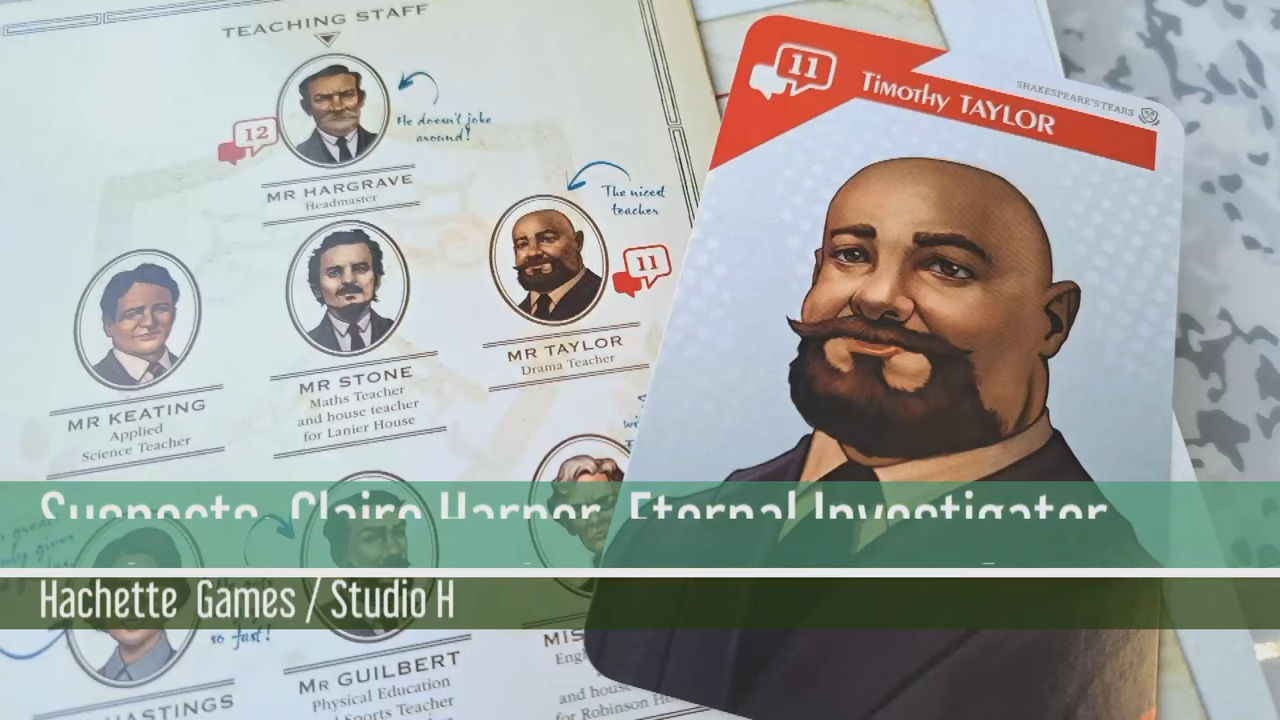 TEACHING STAFF
12
He doesn't joke
around!
MR HARGRAVE
Headmaster
The nicest
teacher
11
MR KEATING
Applied
Science Teacher
MR STONE
Maths Teacher
and house teacher
for Lanier House
MR TAYLOR
Drama Teacher
11
Timothy TAYLOR
SHAKESPEARE'S TEARS
Suspects Claire Harper Eternal Investigator
Hachette Games / Studio H
so fast!
HASTINGS
MR GUILBERT
Physical Education
Sports Teacher
and house
for Robinson